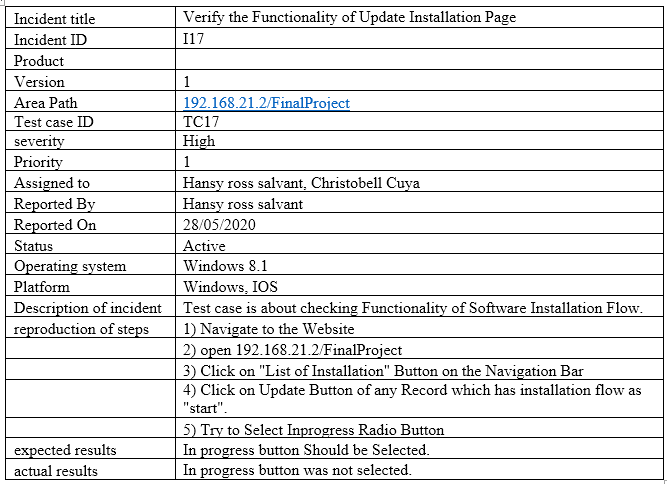 Incident title Verify the Functionality of Update Installation Page
Incident ID I17
Product
Version 1
Area Path 192.168.21.2/FinalProject
Test case ID TC17
severity High
Priority 1
Assigned to Hansy ross salvant, Christobell Cuya
Reported By Hansy ross salvant
Reported On 28/05/2020
Status Active
Operating system Windows 8.1
Platform Windows, IOS
Description of incident Test case is about checking Functionality of Software Installation Flow.
reproduction of steps 1) Navigate to the Website
2) open 192.168.21.2/FinalProject
3) Click on "List of Installation" Button on the Navigation Bar
4) Click on Update Button of any Record which has installation flow as
"start".
5) Try to Select Inprogress Radio Button
expected results In progress button Should be Selected.
actual results In progress button was not selected.